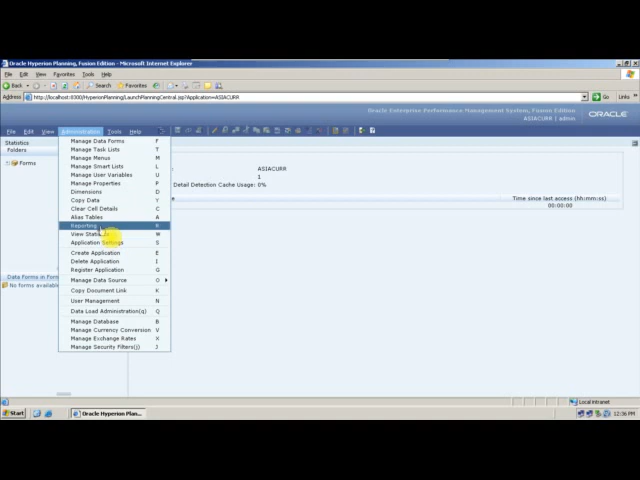 Oracle Hyperion Planning, Fusion Edition - Microsoft Internet Explorer
File Edit View Favorites Tools Help
Back Search Favorites
Address http://localhost:8300/HyperionPlanning/LaunchPlanningCentral.jsp?Application=ASIACURR Go Links »
Oracle Enterprise Performance Management System, Fusion Edition
ASIACURR | admin
ORACLE
File Edit View Administration Tools Help
Statistics
Folders
Forms
Data Forms in Form
No forms available
Manage Data Forms F
Manage Task Lists T
Manage Menus M
Manage Smart Lists L
Manage User Variables U
Manage Properties P
Dimensions D
Copy Data Y
Clear Cell Details C
Alias Tables A
Reporting R
View Statis W
Application Settings S
Create Application E
Delete Application I
Register Application G
Manage Data Source O
Copy Document Link K
User Management N
Data Load Administration(q) Q
Manage Database B
Manage Currency Conversion V
Manage Exchange Rates X
Manage Security Filters(j) J
ASIACURR
1
Detail Detection Cache Usage: 0%
Time since last access (hh:mm:ss)
00:00:00
Local intranet
Start
Oracle Hyperion Plan...
12:36 PM